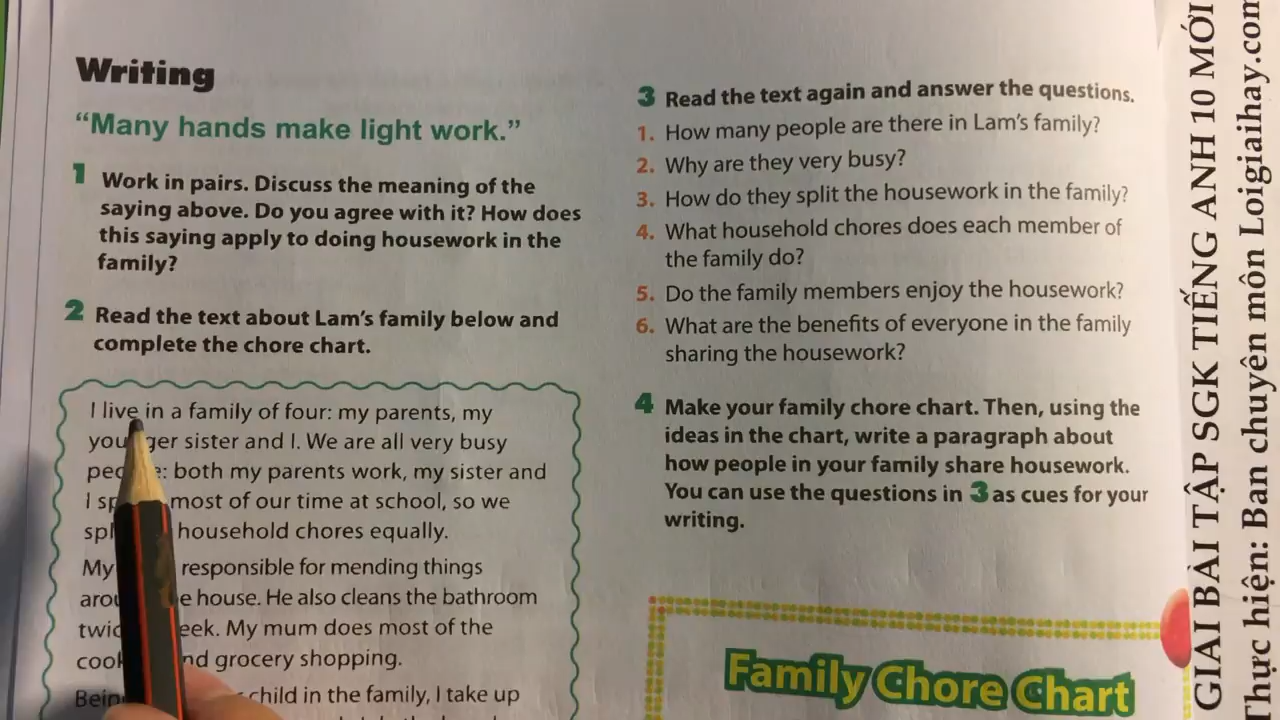 Writing
“Many hands make light work.”
1 Work in pairs. Discuss the meaning of the
saying above. Do you agree with it? How does
this saying apply to doing housework in the
family?
2 Read the text about Lam's family below and
complete the chore chart.
I live in a family of four: my parents, my
sister and I. We are all very busy
both my parents work, my sister and
I most of our time at school, so we
household chores equally.
My responsible for mending things
house. He also cleans the bathroom
My mum does most of the
grocery shopping.
child in the family, I take up
3 Read the text again and answer the questions.
1. How many people are there in Lam's family?
2. Why are they very busy?
3. How do they split the housework in the family?
4. What household chores does each member of
the family do?
5. Do the family members enjoy the housework?
6. What are the benefits of everyone in the family
sharing the housework?
4 Make your family chore chart. Then, using the
ideas in the chart, write a paragraph about
how people in your family share housework.
You can use the questions in 3 as cues for your
writing.
Family Chore Chart
GIẢI BÀI TẬP SGK TIẾNG ANH 10 MỚI
Thực hiện: Ban chuyên môn Loigiaihay.com